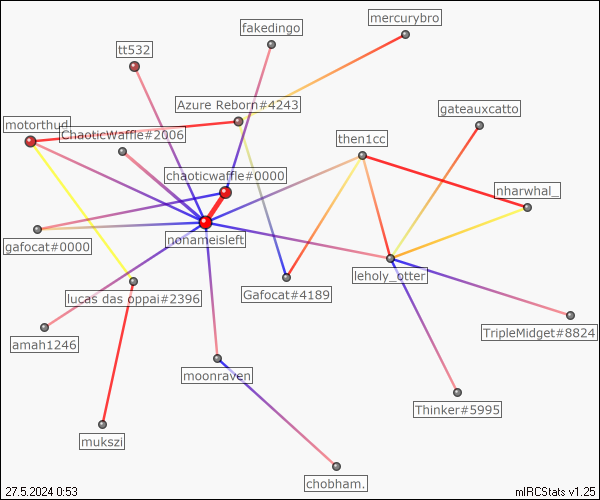 mercurybro
fakedingo
tt532
Azure Reborn#4243
gateauxcatto
motorthud
ChaoticWaffle#2006
then1cc
chaoticwaffle#0000
nharwhal_
gafocat#0000
nonameisleft
leholy_otter
lucas das oppai#2396
Gafocat#4189
TripleMidget#8824
amah1246
moonraven
Thinker#5995
mukszi
chobham.
27.5.2024 0:53
mIRCStats v1.25